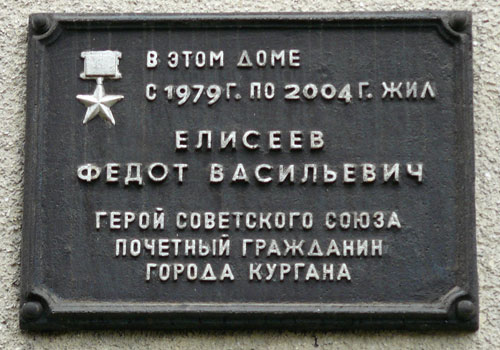 В ЭТОМ ДОМЕ
С 1979 Г. ПО 2004 Г. ЖИЛ
ЕЛИСЕЕВ
ФЕДОТ ВАСИЛЬЕВИЧ
ГЕРОЙ СОВЕТСКОГО СОЮЗА
ПОЧЕТНЫЙ ГРАЖДАНИН
ГОРОДА КУРГАНА